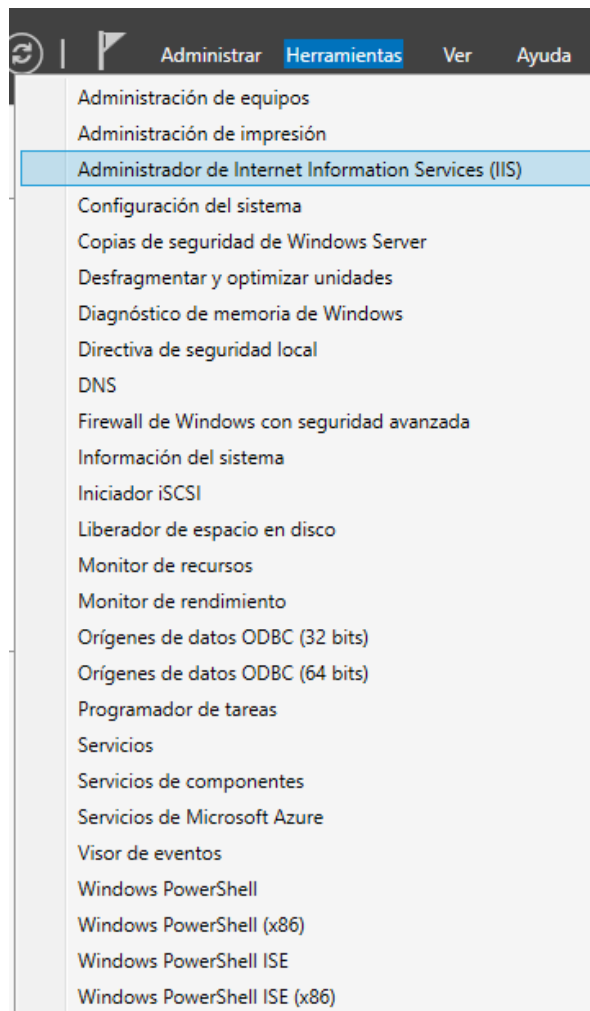 Administrar Herramientas Ver Ayuda
Administración de equipos
Administración de impresión
Administrador de Internet Information Services (IIS)
Configuración del sistema
Copias de seguridad de Windows Server
Desfragmentar y optimizar unidades
Diagnóstico de memoria de Windows
Directiva de seguridad local
DNS
Firewall de Windows con seguridad avanzada
Información del sistema
Iniciador iSCSI
Liberador de espacio en disco
Monitor de recursos
Monitor de rendimiento
Orígenes de datos ODBC (32 bits)
Orígenes de datos ODBC (64 bits)
Programador de tareas
Servicios
Servicios de componentes
Servicios de Microsoft Azure
Visor de eventos
Windows PowerShell
Windows PowerShell (x86)
Windows PowerShell ISE
Windows PowerShell ISE (x86)